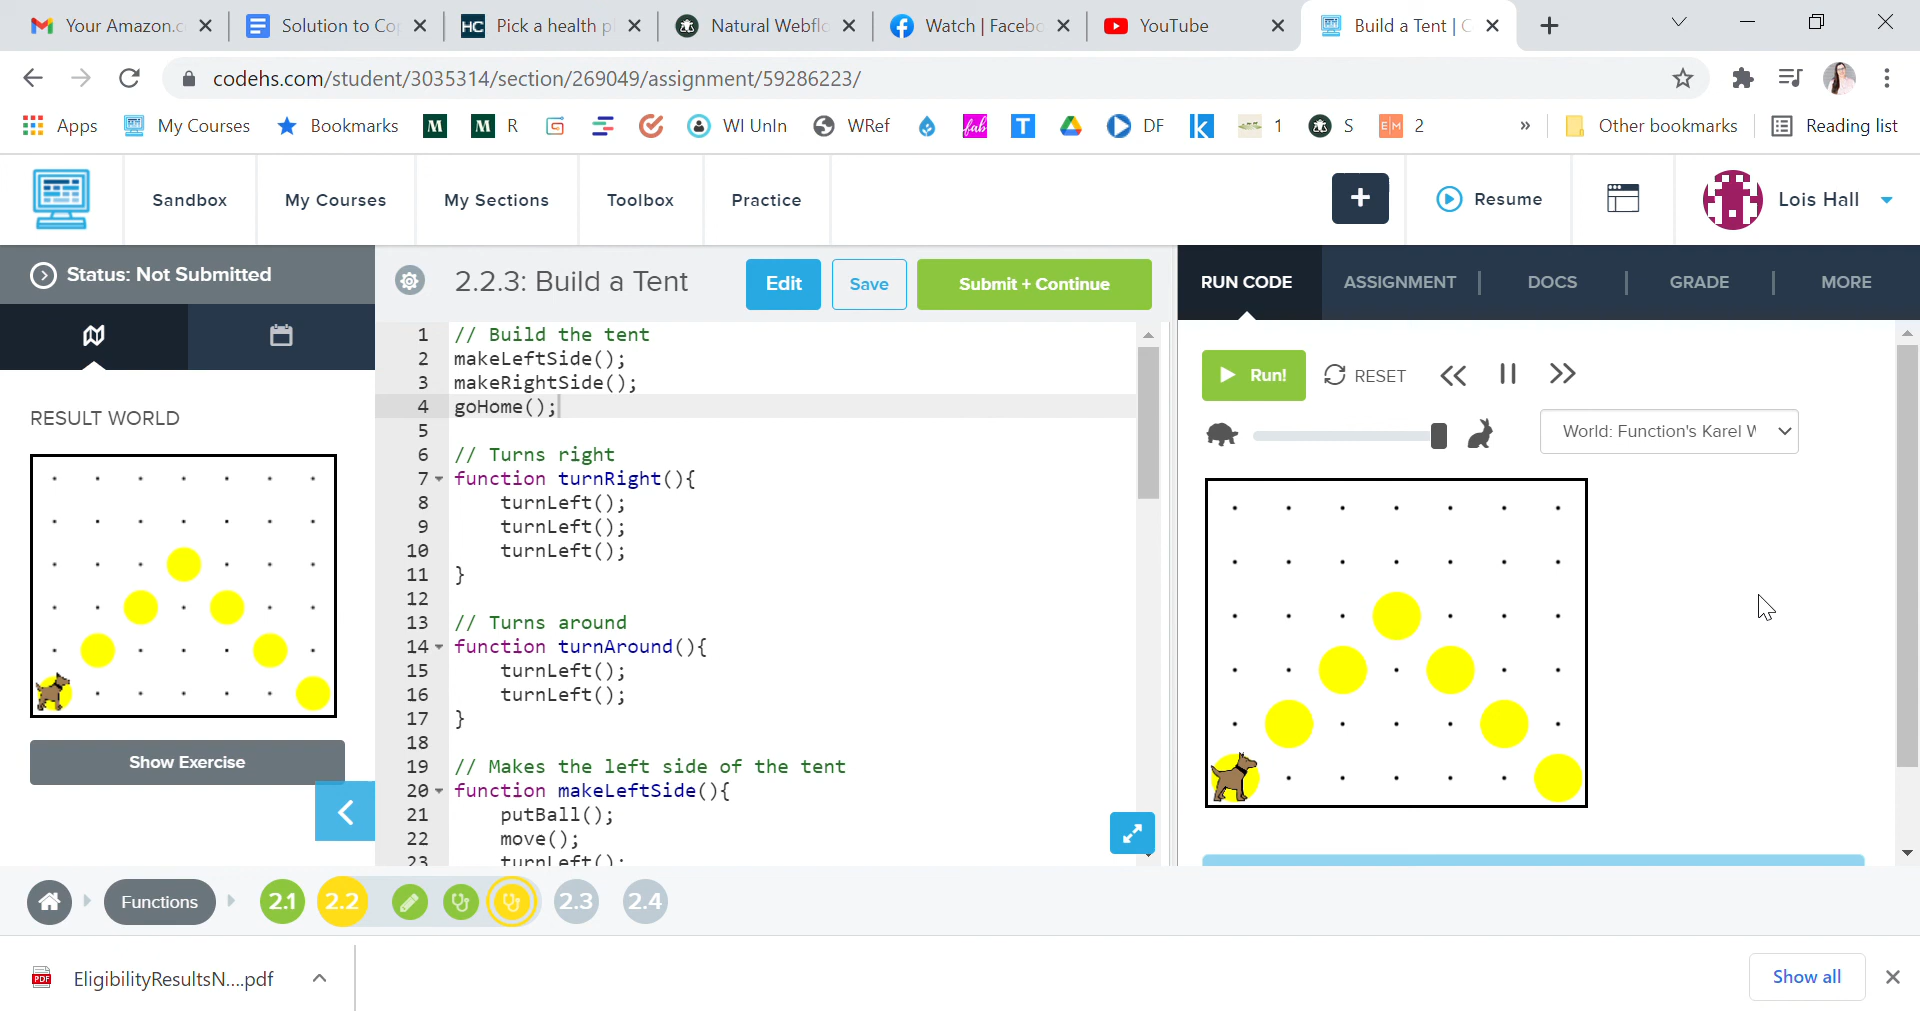 Your Amazon.c
Solution to Co
Pick a health p
Natural Webflo
Watch | Facebo
YouTube
Build a Tent | C
codehs.com/student/3035314/section/269049/assignment/59286223/
Apps
My Courses
Bookmarks
M
M R
WI UnIn
WRef
fab
T
DF
K
1
S
E|M 2
»
Other bookmarks
Reading list
Sandbox
My Courses
My Sections
Toolbox
Practice
+
Resume
Lois Hall
Status: Not Submitted
2.2.3: Build a Tent
Edit
Save
Submit + Continue
RUN CODE
ASSIGNMENT
DOCS
GRADE
MORE
RESULT WORLD
Show Exercise
1 // Build the tent
2 makeLeftSide();
3 makeRightSide();
4 goHome();
5
6 // Turns right
7 function turnRight(){
8 turnLeft();
9 turnLeft();
10 turnLeft();
11 }
12
13 // Turns around
14 function turnAround(){
15 turnLeft();
16 turnLeft();
17 }
18
19 // Makes the left side of the tent
20 function makeLeftSide(){
21 putBall();
22 move();
23 turnLeft();
Run!
RESET
World: Function's Karel W
Functions
2.1
2.2
2.3
2.4
PDF
EligibilityResultsN....pdf
Show all